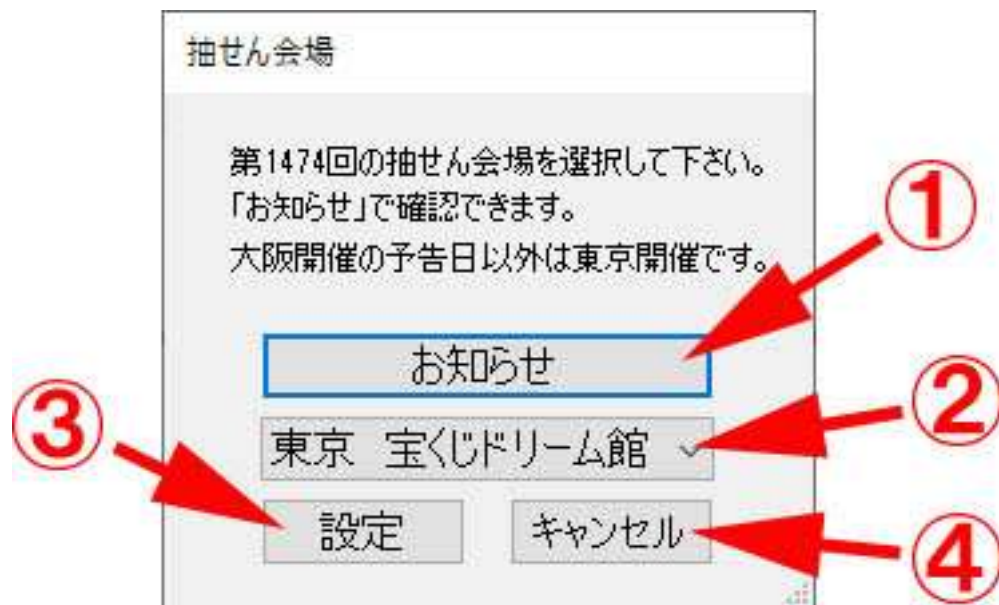 抽せん会場
第1474回の抽せん会場を選択して下さい。
「お知らせ」で確認できます。
大阪開催の予告日以外は東京開催です。
①
お知らせ
②
東京 宝くじドリーム館
③
設定
キャンセル
④